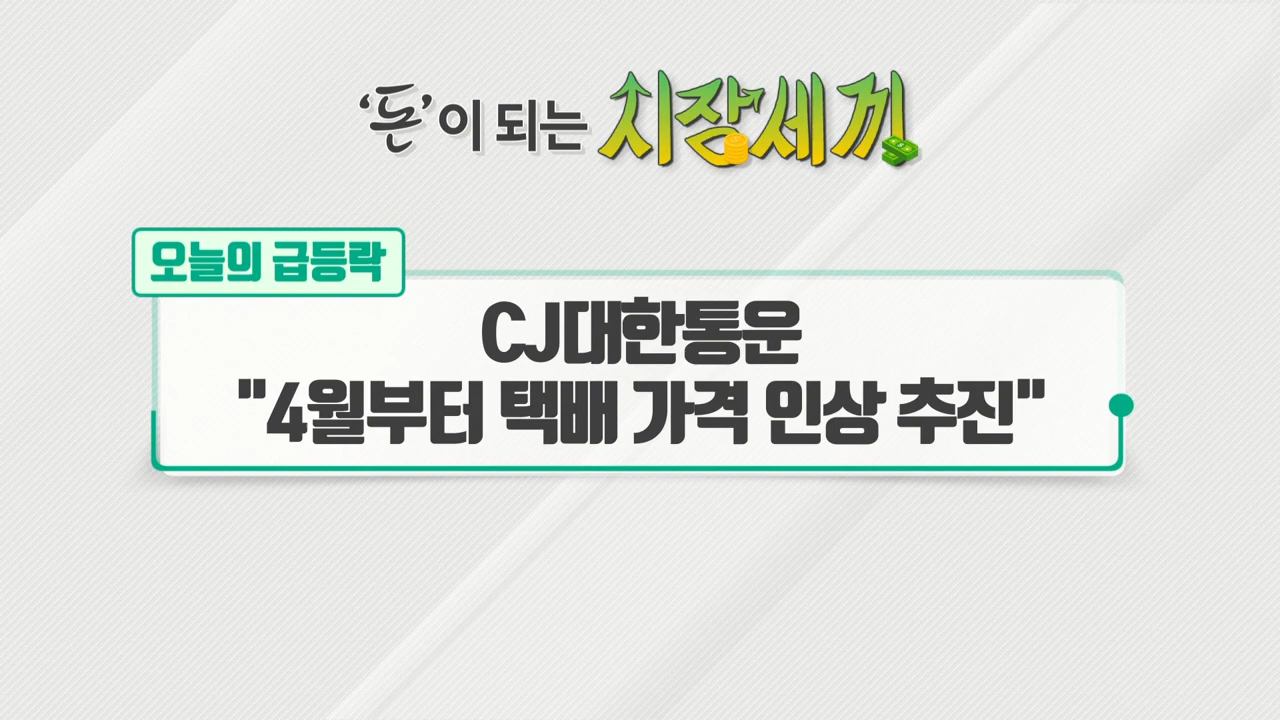 '돈'이 되는 시장세끼
오늘의 급등락
CJ대한통운
"4월부터 택배 가격 인상 추진"